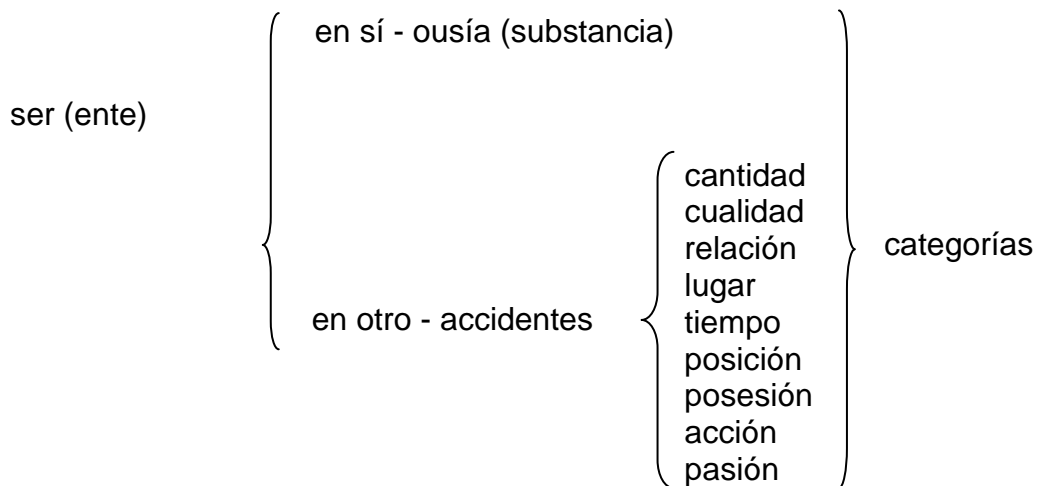 en sí - ousía (substancia)
ser (ente)
cantidad
cualidad
relación
lugar
tiempo
posición
posesión
acción
pasión
en otro - accidentes
categorías